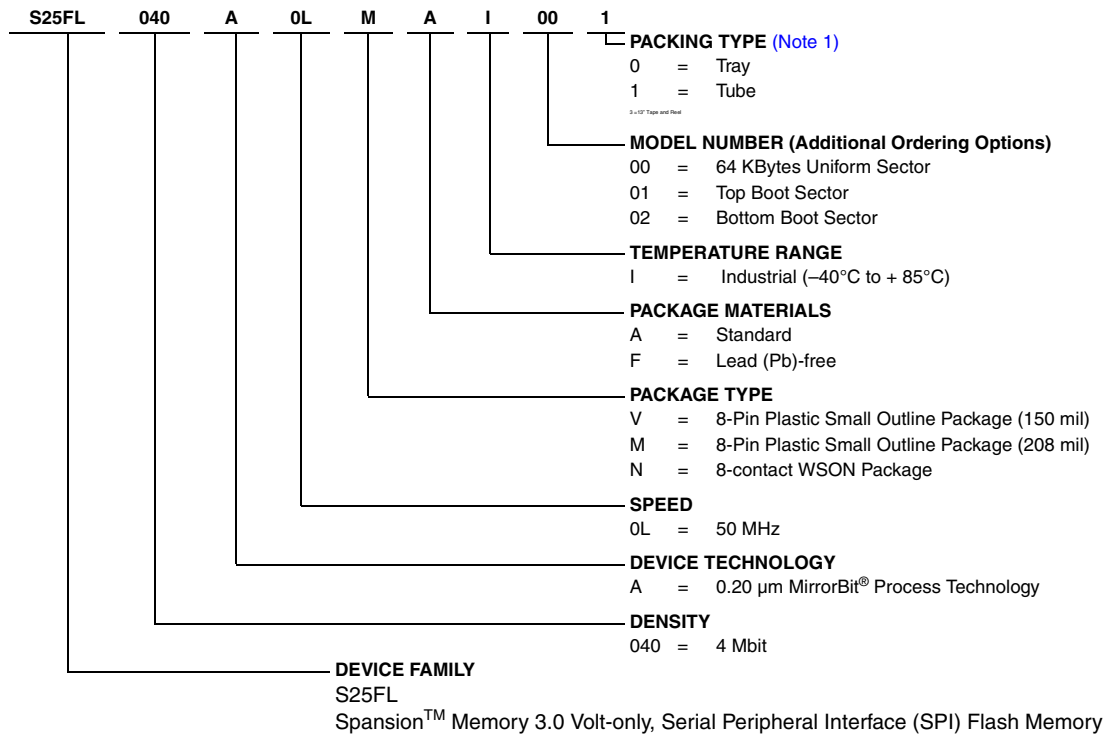 S25FL 040 A 0L M A I 00 1
PACKING TYPE (Note 1)
0 = Tray
1 = Tube
3 = 13" Tape and Reel
MODEL NUMBER (Additional Ordering Options)
00 = 64 KBytes Uniform Sector
01 = Top Boot Sector
02 = Bottom Boot Sector
TEMPERATURE RANGE
I = Industrial (–40°C to + 85°C)
PACKAGE MATERIALS
A = Standard
F = Lead (Pb)-free
PACKAGE TYPE
V = 8-Pin Plastic Small Outline Package (150 mil)
M = 8-Pin Plastic Small Outline Package (208 mil)
N = 8-contact WSON Package
SPEED
0L = 50 MHz
DEVICE TECHNOLOGY
A = 0.20 µm MirrorBit® Process Technology
DENSITY
040 = 4 Mbit
DEVICE FAMILY
S25FL
Spansion™ Memory 3.0 Volt-only, Serial Peripheral Interface (SPI) Flash Memory